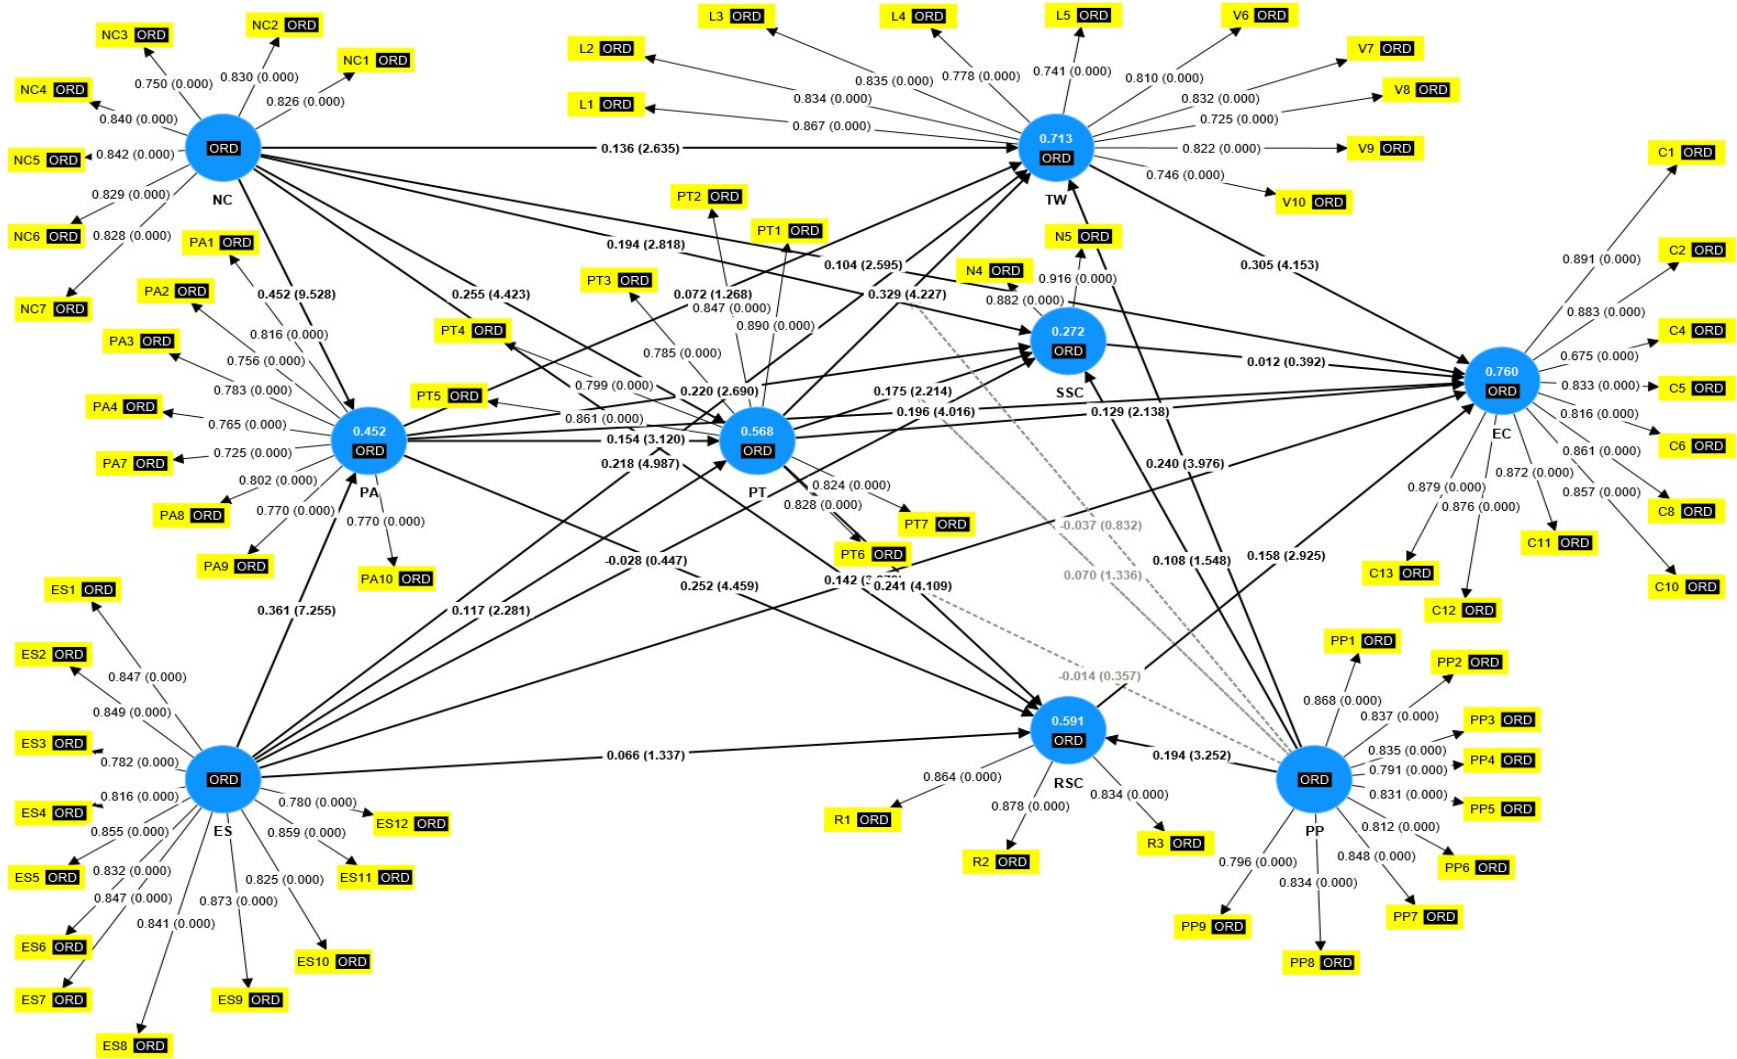 L3 ORD
L4 ORD
L5 ORD
V6 ORD
NC3 ORD
NC2 ORD
NC1 ORD
NC4 ORD
NC5 ORD
NC6 ORD
NC7 ORD
0.750 (0.000)
0.830 (0.000)
0.826 (0.000)
0.840 (0.000)
0.842 (0.000)
0.829 (0.000)
0.828 (0.000)
ORD
NC
L2 ORD
L1 ORD
V7 ORD
V8 ORD
V9 ORD
V10 ORD
0.835 (0.000)
0.778 (0.000)
0.741 (0.000)
0.810 (0.000)
0.834 (0.000)
0.832 (0.000)
0.867 (0.000)
0.725 (0.000)
0.822 (0.000)
0.746 (0.000)
0.713
ORD
TW
0.136 (2.635)
0.194 (2.818)
0.104 (2.595)
0.452 (9.528)
0.255 (4.423)
0.072 (1.268)
0.329 (4.227)
0.305 (4.153)
PA1 ORD
PA2 ORD
PA3 ORD
PA4 ORD
PA7 ORD
PA8 ORD
PA9 ORD
PA10 ORD
0.816 (0.000)
0.756 (0.000)
0.783 (0.000)
0.765 (0.000)
0.725 (0.000)
0.802 (0.000)
0.770 (0.000)
0.770 (0.000)
0.452
ORD
PA
PT2 ORD
PT1 ORD
PT3 ORD
PT4 ORD
PT5 ORD
PT7 ORD
PT6 ORD
0.847 (0.000)
0.890 (0.000)
0.785 (0.000)
0.799 (0.000)
0.861 (0.000)
0.824 (0.000)
0.828 (0.000)
0.568
ORD
PT
N5 ORD
N4 ORD
0.916 (0.000)
0.882 (0.000)
0.272
ORD
SSC
0.012 (0.392)
0.220 (2.690)
0.175 (2.214)
0.196 (4.016)
0.129 (2.138)
0.154 (3.120)
0.218 (4.987)
0.240 (3.976)
-0.037 (0.832)
0.070 (1.336)
0.108 (1.548)
0.158 (2.925)
-0.028 (0.447)
0.252 (4.459)
0.142
0.241 (4.109)
0.361 (7.255)
0.117 (2.281)
-0.014 (0.357)
0.066 (1.337)
0.194 (3.252)
C1 ORD
C2 ORD
C4 ORD
C5 ORD
C6 ORD
C8 ORD
C10 ORD
C11 ORD
C12 ORD
C13 ORD
0.891 (0.000)
0.883 (0.000)
0.675 (0.000)
0.833 (0.000)
0.816 (0.000)
0.861 (0.000)
0.857 (0.000)
0.872 (0.000)
0.876 (0.000)
0.879 (0.000)
0.760
ORD
EC
ES1 ORD
ES2 ORD
ES3 ORD
ES4 ORD
ES5 ORD
ES6 ORD
ES7 ORD
ES8 ORD
ES9 ORD
ES10 ORD
ES11 ORD
ES12 ORD
0.847 (0.000)
0.849 (0.000)
0.782 (0.000)
0.816 (0.000)
0.855 (0.000)
0.832 (0.000)
0.847 (0.000)
0.841 (0.000)
0.873 (0.000)
0.825 (0.000)
0.859 (0.000)
0.780 (0.000)
ORD
ES
0.591
ORD
RSC
0.864 (0.000)
0.878 (0.000)
0.834 (0.000)
R1 ORD
R2 ORD
R3 ORD
PP1 ORD
PP2 ORD
PP3 ORD
PP4 ORD
PP5 ORD
PP6 ORD
PP7 ORD
PP8 ORD
PP9 ORD
0.868 (0.000)
0.837 (0.000)
0.835 (0.000)
0.791 (0.000)
0.831 (0.000)
0.812 (0.000)
0.848 (0.000)
0.834 (0.000)
0.796 (0.000)
ORD
PP